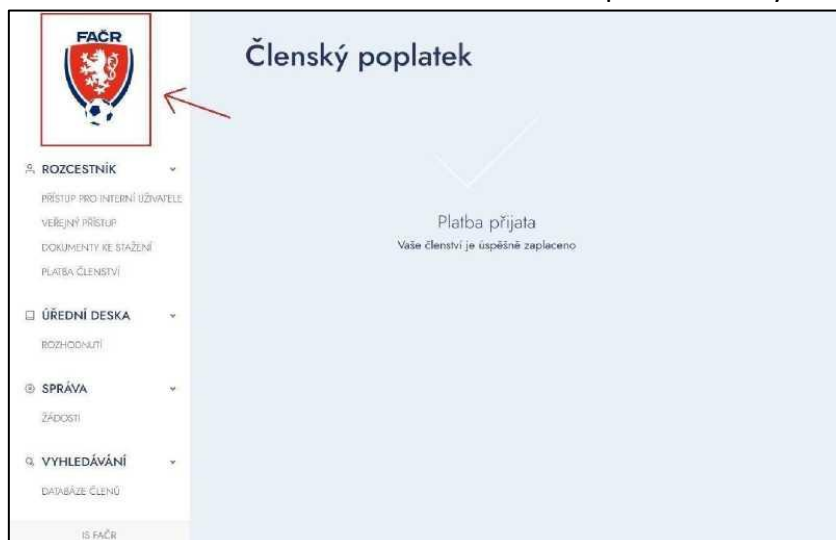 FAČR
Členský poplatek
ROZCESTNÍK
PŘÍSTUP PRO INTERNÍ UŽIVATELE
VEŘEJNÝ PŘÍSTUP
DOKUMENTY KE STAŽENÍ
PLATBA ČLENSTVÍ
Platba přijata
Vaše členství je úspěšně zaplaceno
ÚŘEDNÍ DESKA
ROZHODNUTÍ
SPRÁVA
ŽÁDOSTI
VYHLEDÁVÁNÍ
DATABÁZE ČLENŮ
IS FAČR